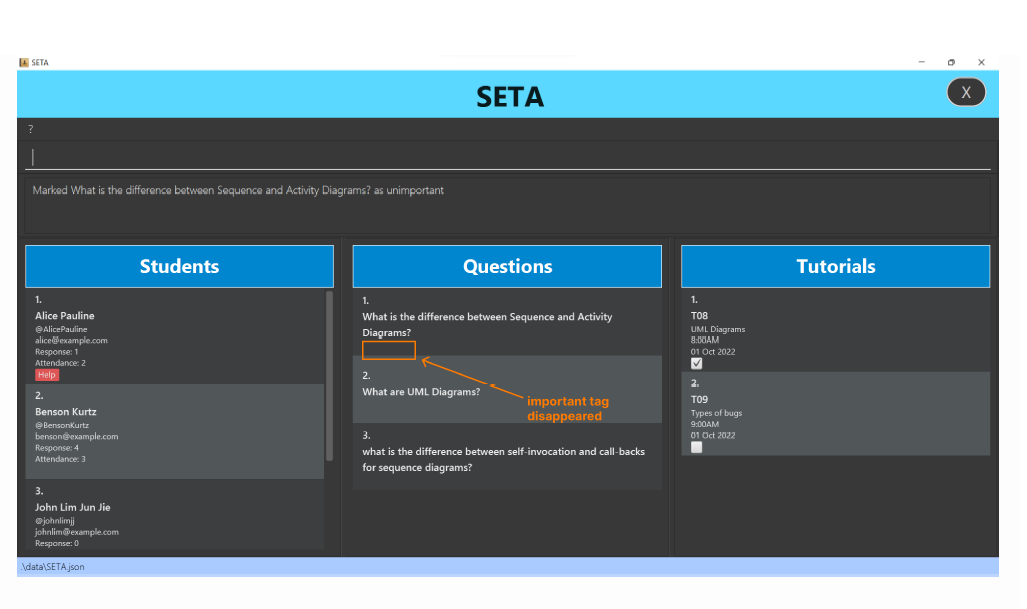 SETA
SETA
X
?
Marked What is the difference between Sequence and Activity Diagrams? as unimportant
Students
1.
Alice Pauline
@AlicePauline
alice@example.com
Response: 1
Attendance: 2
Help
2.
Benson Kurtz
@BensonKurtz
benson@example.com
Response: 4
Attendance: 3
3.
John Lim Jun Jie
@johnlimjj
johnlim@example.com
Response: 0
Questions
1.
What is the difference between Sequence and Activity
Diagrams?
2.
What are UML Diagrams?
important tag
disappeared
3.
what is the difference between self-invocation and call-backs
for sequence diagrams?
Tutorials
1.
T08
UML Diagrams
8:00AM
01 Oct 2022
2.
T09
Types of bugs
9:00AM
01 Oct 2022
.\data\SETA.json